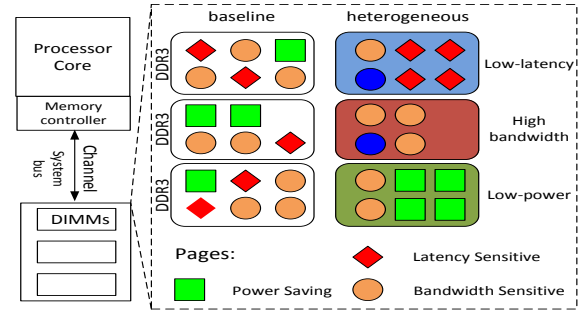 baseline
heterogeneous
Processor
Core
Memory
controller
Channel
System
bus
DIMMs
DDR3
DDR3
DDR3
Low-latency
High
bandwidth
Low-power
Pages:
Latency Sensitive
Power Saving
Bandwidth Sensitive